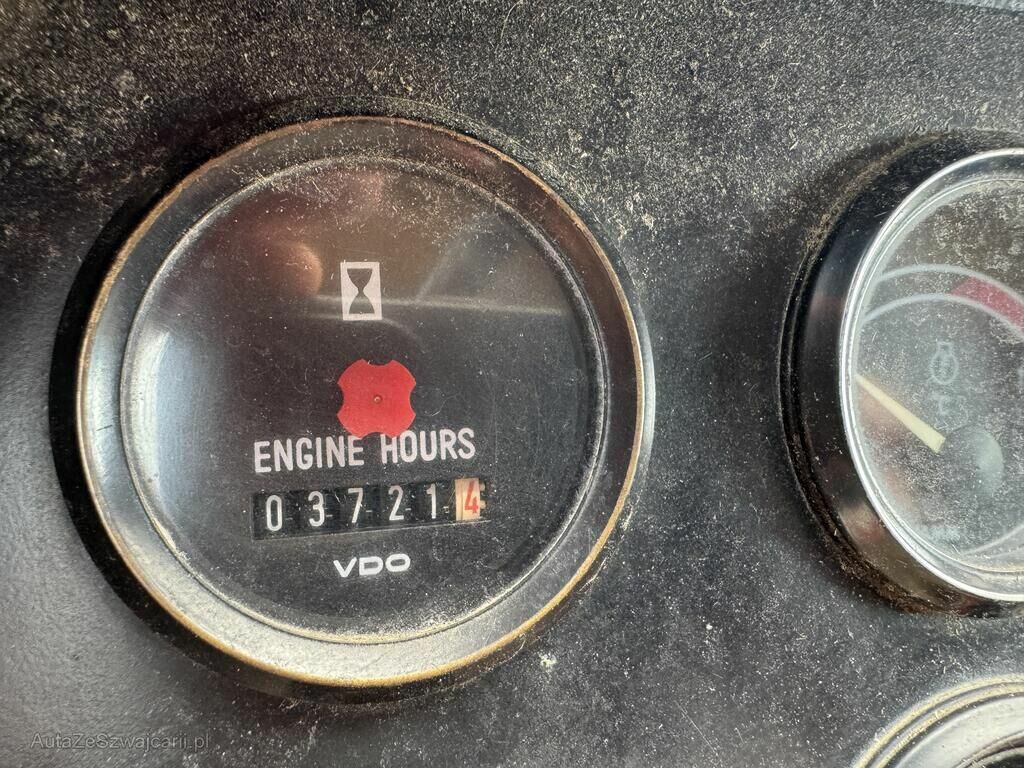 ENGINE HOURS
037214
VDO
AutaZeSzwajcarii.pl